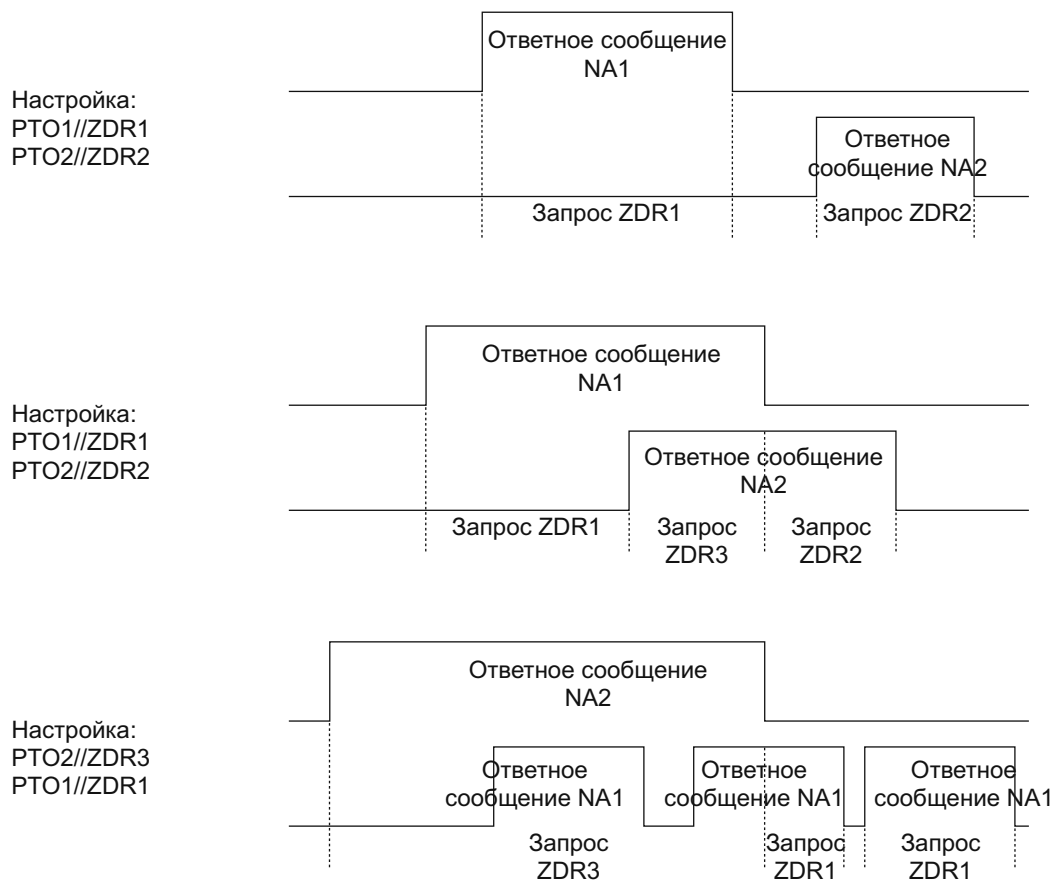 Ответное сообщение
NA1
Настройка:
PTO1//ZDR1
PTO2//ZDR2
Ответное
сообщение NA2
Запрос ZDR1
Запрос ZDR2
Ответное сообщение
NA1
Настройка:
PTO1//ZDR1
PTO2//ZDR2
Ответное сообщение
NA2
Запрос ZDR1
Запрос
ZDR3
Запрос
ZDR2
Ответное сообщение
NA2
Настройка:
PTO2//ZDR3
PTO1//ZDR1
Ответное
сообщение NA1
Ответное
сообщение NA1
Ответное
сообщение NA1
Запрос
ZDR3
Запрос
ZDR1
Запрос
ZDR1